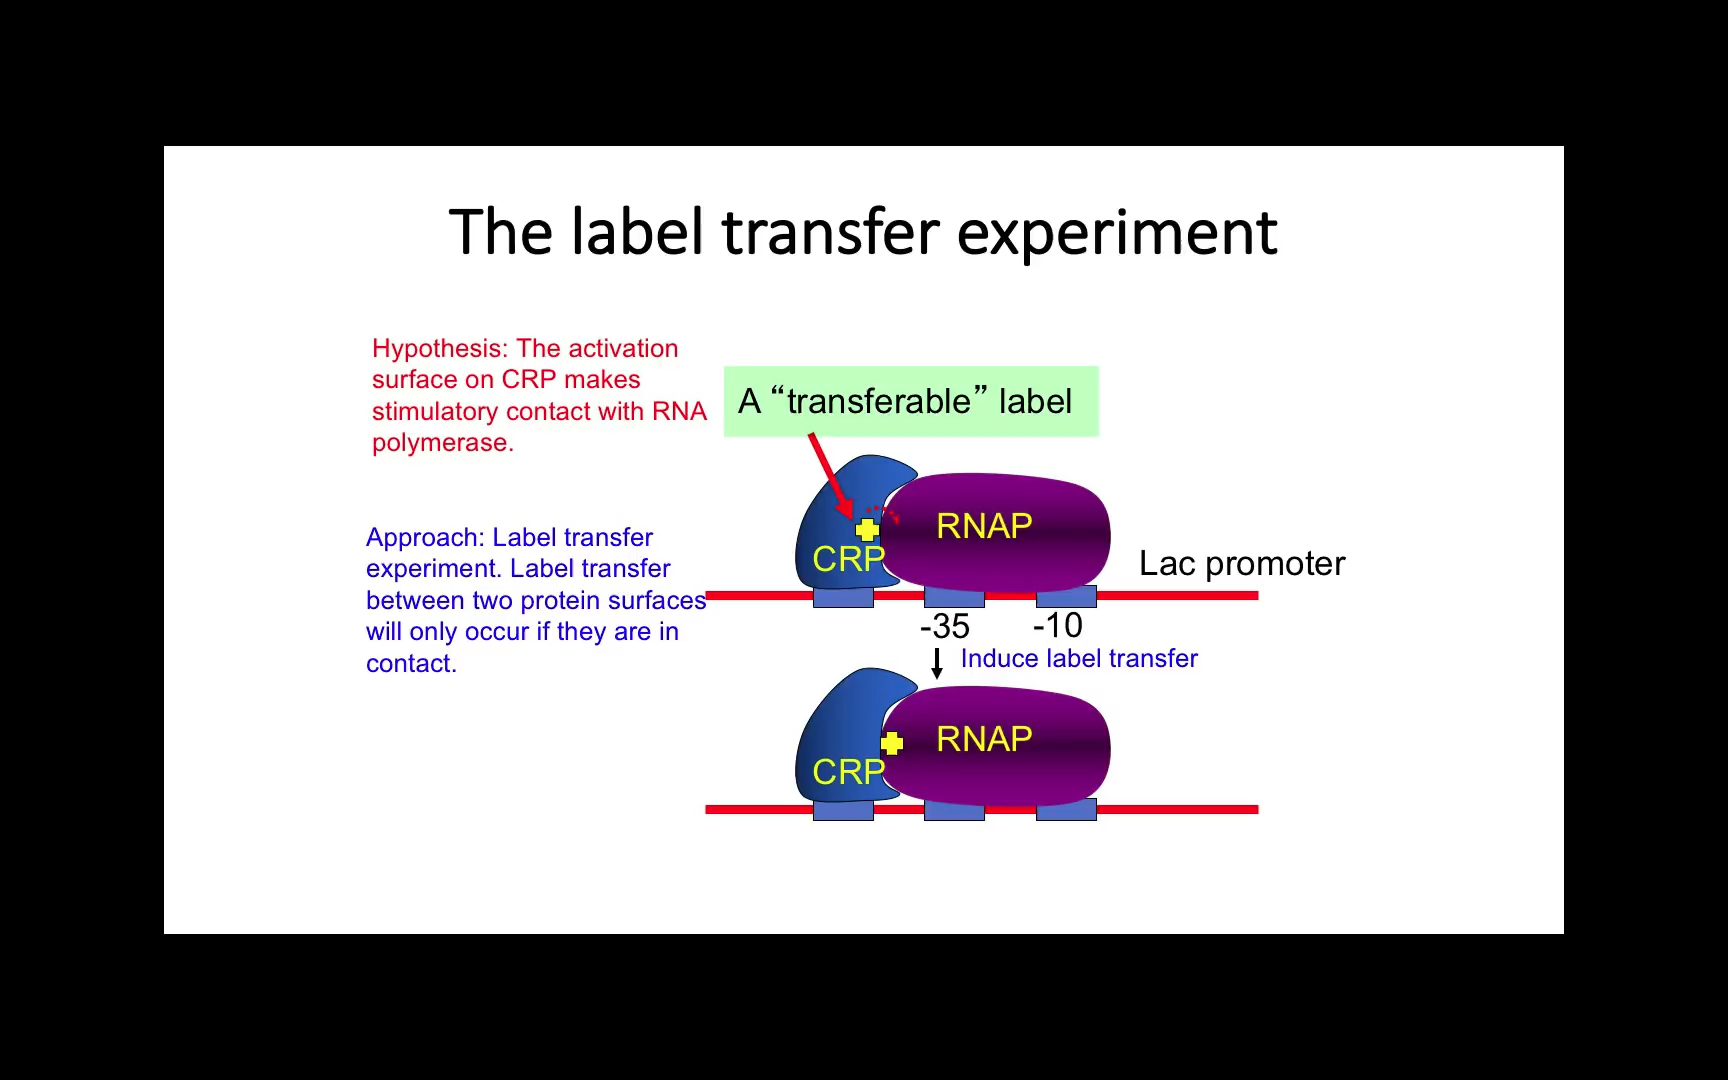 The label transfer experiment
Hypothesis: The activation
surface on CRP makes
stimulatory contact with RNA
polymerase.
A “transferable” label
Approach: Label transfer
experiment. Label transfer
between two protein surfaces
will only occur if they are in
contact.
RNAP
CRP
Lac promoter
-35 -10
Induce label transfer
RNAP
CRP